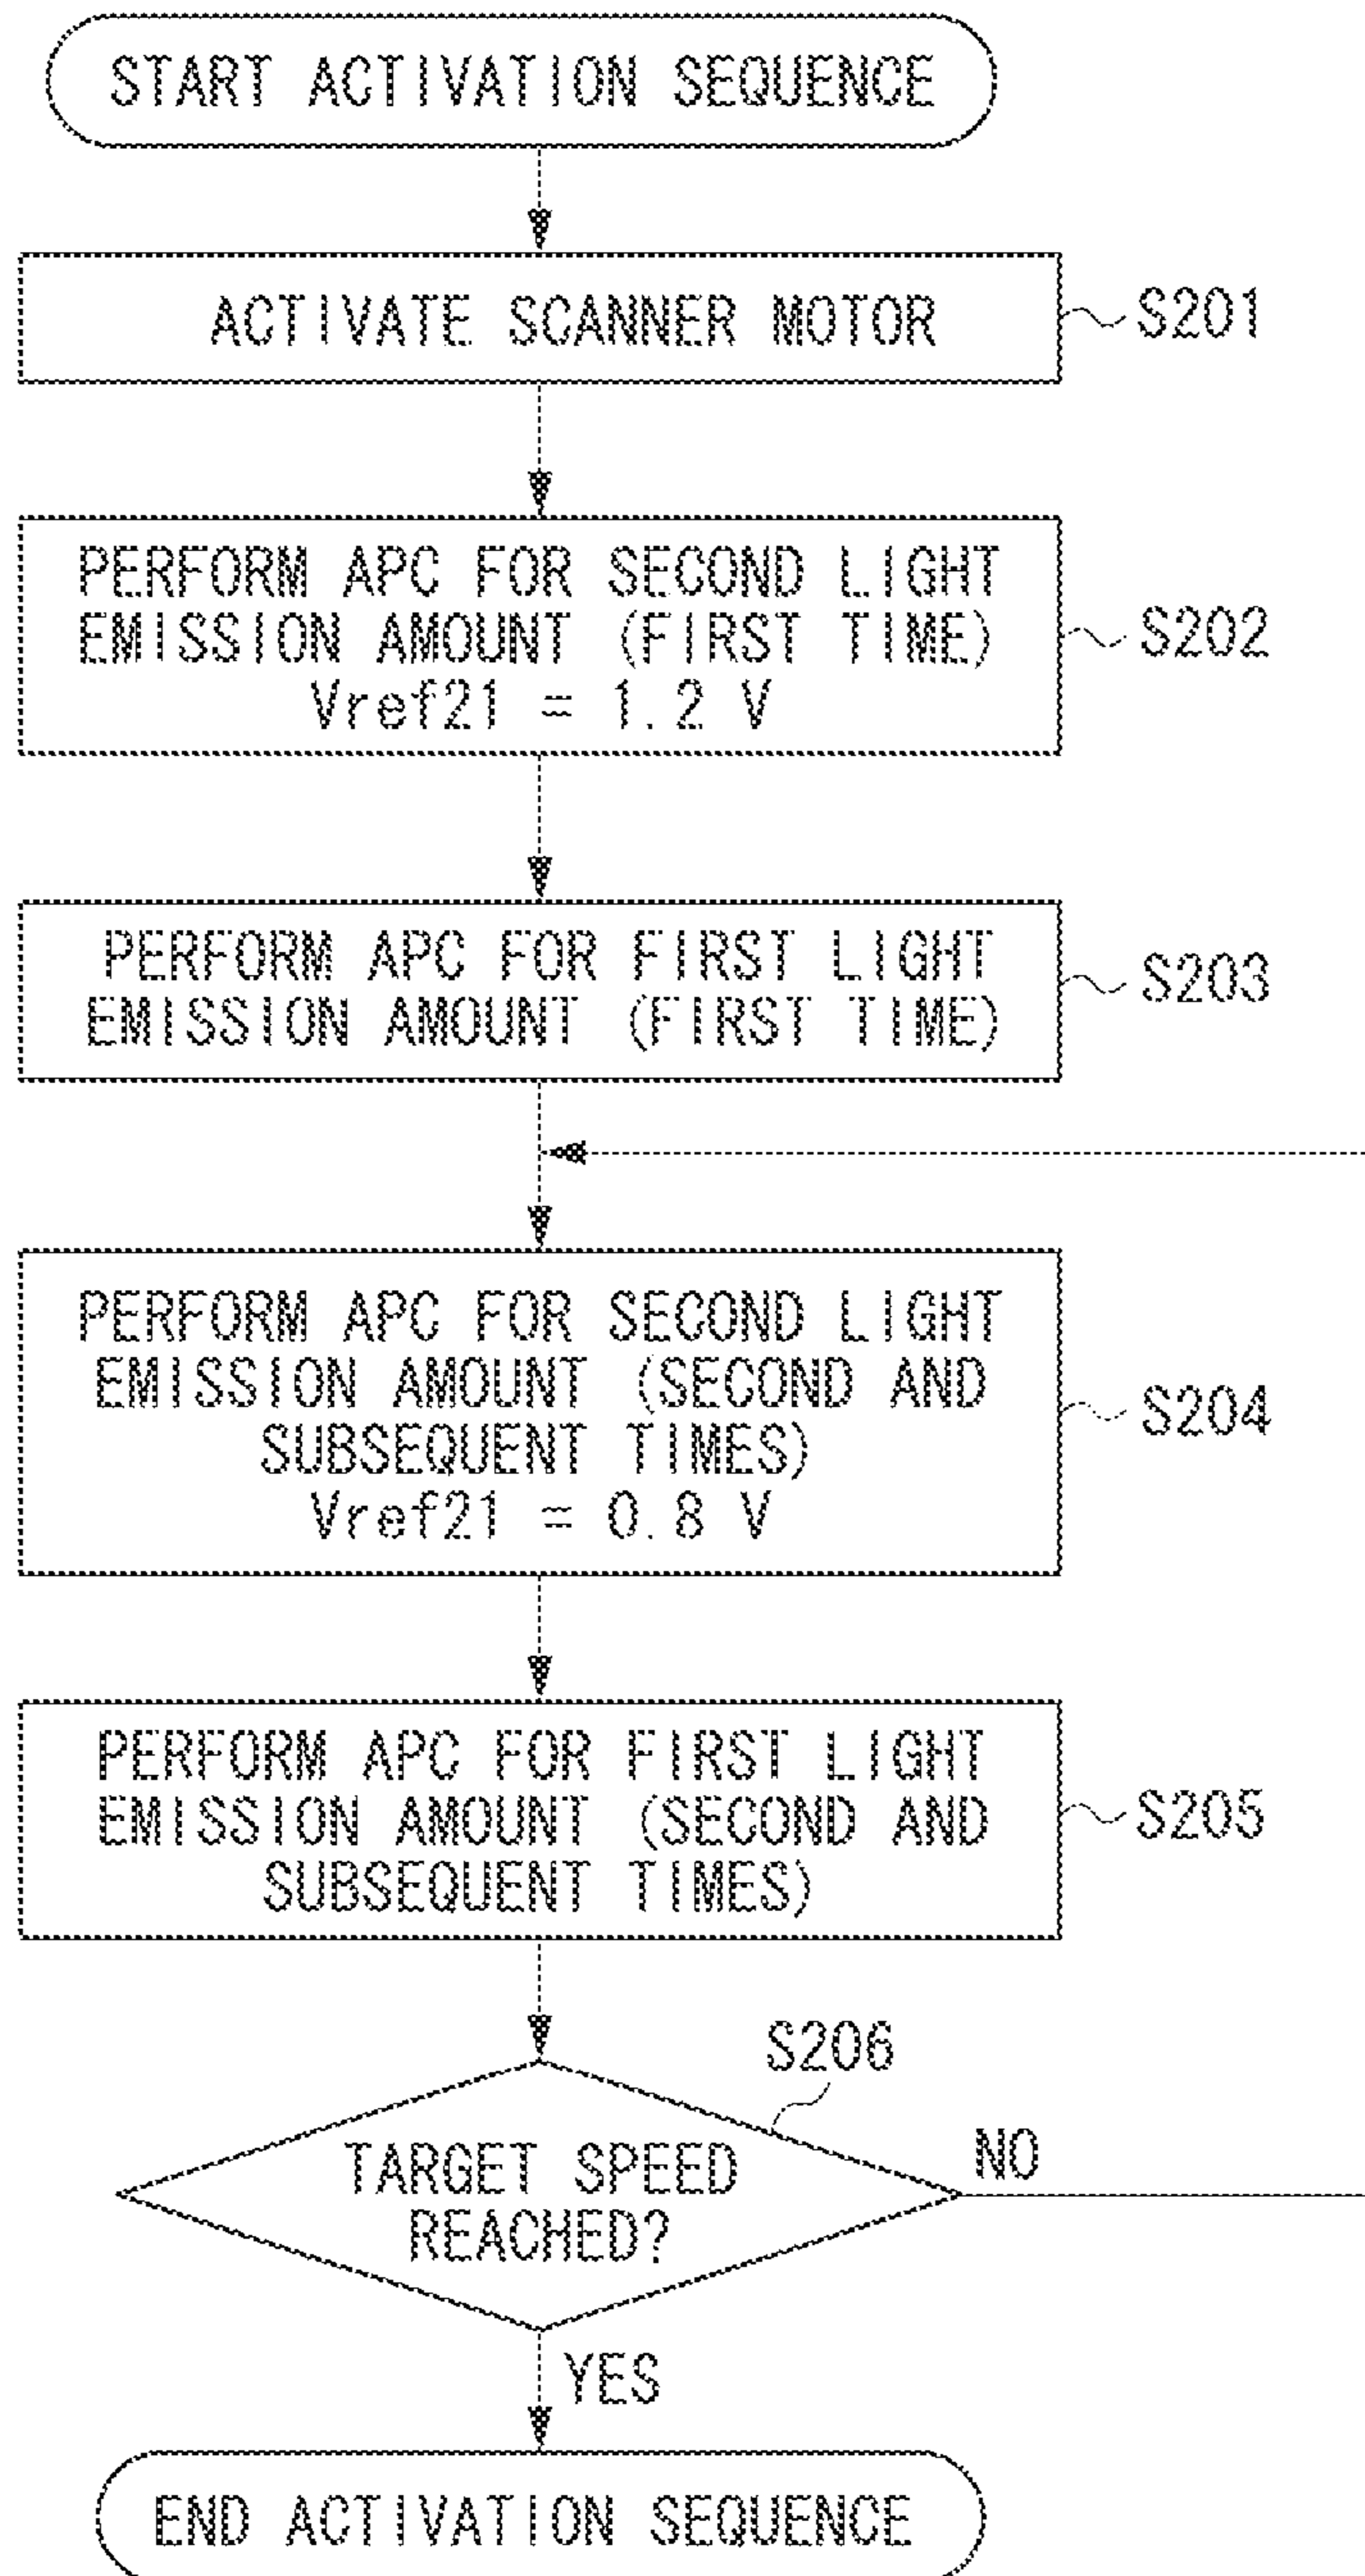 START ACTIVATION SEQUENCE
ACTIVATE SCANNER MOTOR
S201
PERFORM APC FOR SECOND LIGHT
EMISSION AMOUNT (FIRST TIME)
Vref21 = 1.2 V
S202
PERFORM APC FOR FIRST LIGHT
EMISSION AMOUNT (FIRST TIME)
S203
PERFORM APC FOR SECOND LIGHT
EMISSION AMOUNT (SECOND AND
SUBSEQUENT TIMES)
Vref21 = 0.8 V
S204
PERFORM APC FOR FIRST LIGHT
EMISSION AMOUNT (SECOND AND
SUBSEQUENT TIMES)
S205
S206
TARGET SPEED
REACHED?
NO
YES
END ACTIVATION SEQUENCE